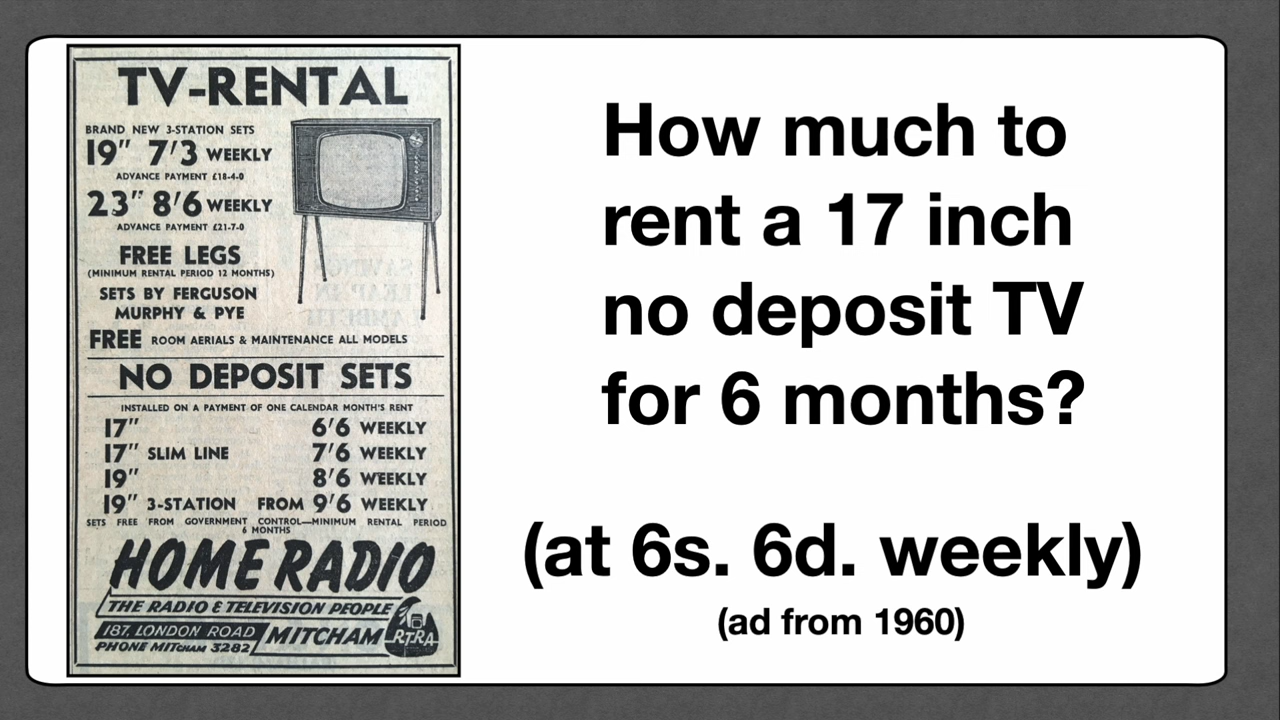 TV-RENTAL
BRAND NEW 3-STATION SETS
19" 7'3 WEEKLY
ADVANCE PAYMENT £18-4-0
23" 8'6 WEEKLY
ADVANCE PAYMENT £21-7-0
FREE LEGS
(MINIMUM RENTAL PERIOD 12 MONTHS)
SETS BY FERGUSON
MURPHY & PYE
FREE ROOM AERIALS & MAINTENANCE ALL MODELS
NO DEPOSIT SETS
INSTALLED ON A PAYMENT OF ONE CALENDAR MONTH'S RENT
17" 6'6 WEEKLY
17" SLIM LINE 7'6 WEEKLY
19" 8'6 WEEKLY
19" 3-STATION FROM 9'6 WEEKLY
SETS FREE FROM GOVERNMENT CONTROL—MINIMUM RENTAL PERIOD
6 MONTHS
HOME RADIO
THE RADIO & TELEVISION PEOPLE
187, LONDON ROAD MITCHAM
PHONE MITCHAM 3282
RTRA
How much to
rent a 17 inch
no deposit TV
for 6 months?
(at 6s. 6d. weekly)
(ad from 1960)